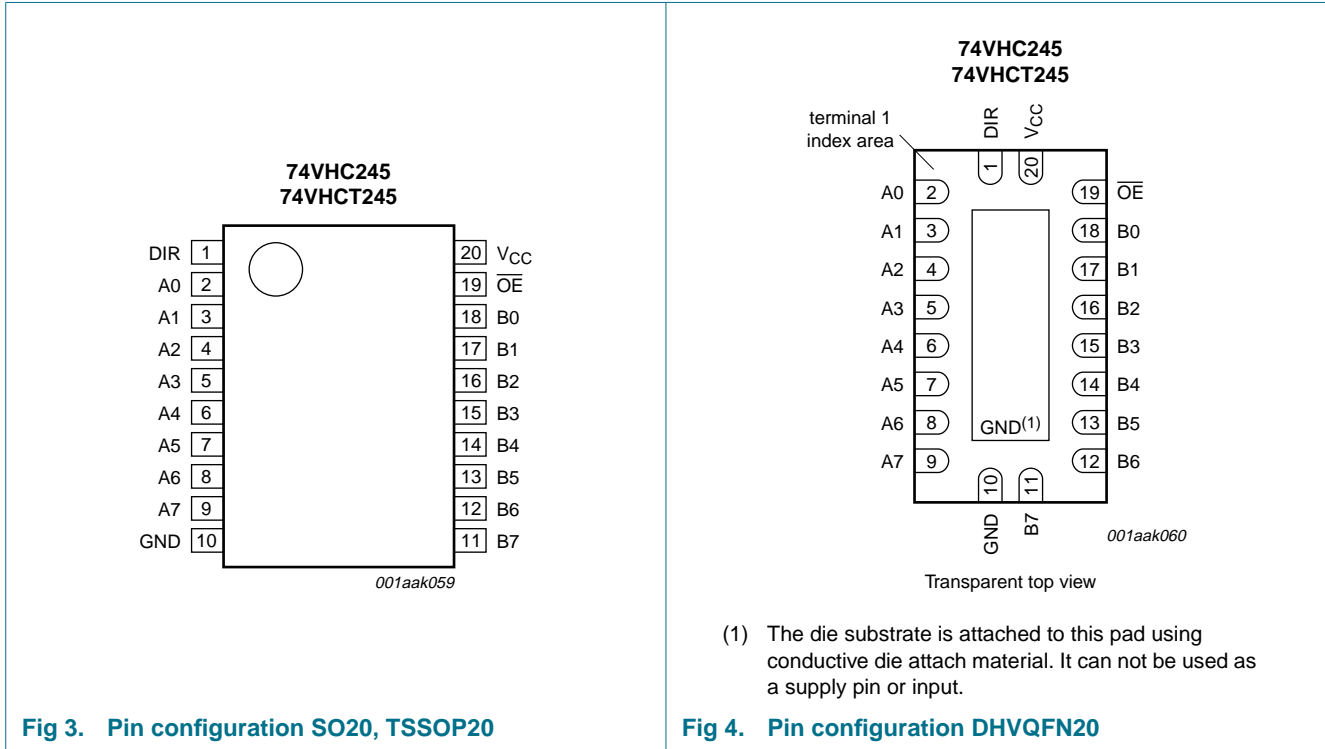 74VHC245
74VHCT245
DIR 1
A0 2
A1 3
A2 4
A3 5
A4 6
A5 7
A6 8
A7 9
GND 10
20 VCC
19 OE
18 B0
17 B1
16 B2
15 B3
14 B4
13 B5
12 B6
11 B7
001aak059
Fig 3. Pin configuration SO20, TSSOP20
74VHC245
74VHCT245
terminal 1
index area
DIR
VCC
1
20
A0 2
A1 3
A2 4
A3 5
A4 6
A5 7
A6 8
A7 9
19 OE
18 B0
17 B1
16 B2
15 B3
14 B4
13 B5
12 B6
GND(1)
10
11
GND
B7
001aak060
Transparent top view
(1) The die substrate is attached to this pad using
conductive die attach material. It can not be used as
a supply pin or input.
Fig 4. Pin configuration DHVQFN20